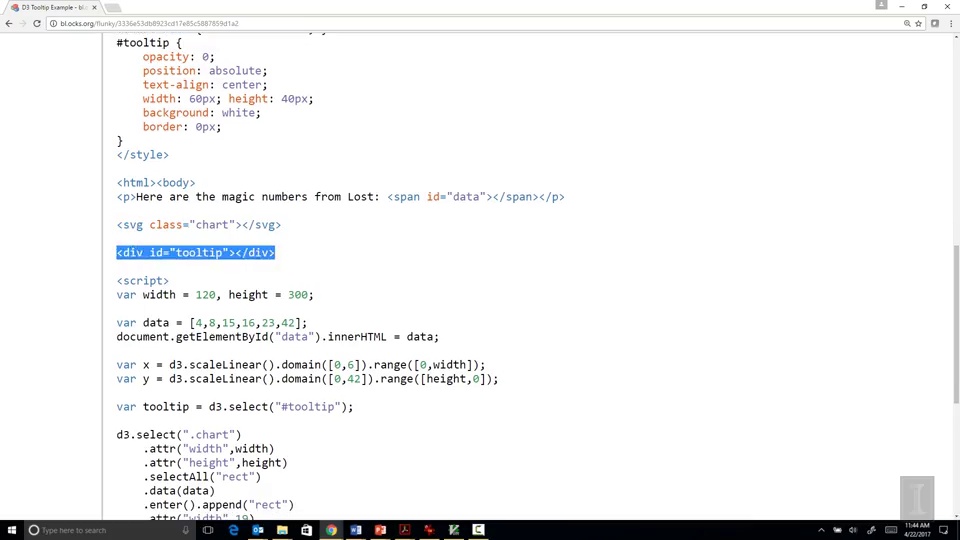 D3 Tooltip Example - bl.oc
bl.ocks.org/flunky/3336e53db8923cd17e85c5887859d1a2
#tooltip {
opacity: 0;
position: absolute;
text-align: center;
width: 60px; height: 40px;
background: white;
border: 0px;
}
</style>
<html><body>
<p>Here are the magic numbers from Lost: <span id="data"></span></p>
<svg class="chart"></svg>
<div id="tooltip"></div>
<script>
var width = 120, height = 300;
var data = [4,8,15,16,23,42];
document.getElementById("data").innerHTML = data;
var x = d3.scaleLinear().domain([0,6]).range([0,width]);
var y = d3.scaleLinear().domain([0,42]).range([height,0]);
var tooltip = d3.select("#tooltip");
d3.select(".chart")
.attr("width",width)
.attr("height",height)
.selectAll("rect")
.data(data)
.enter().append("rect")
.attr("width",19)
Type here to search
11:44 AM
4/22/2017